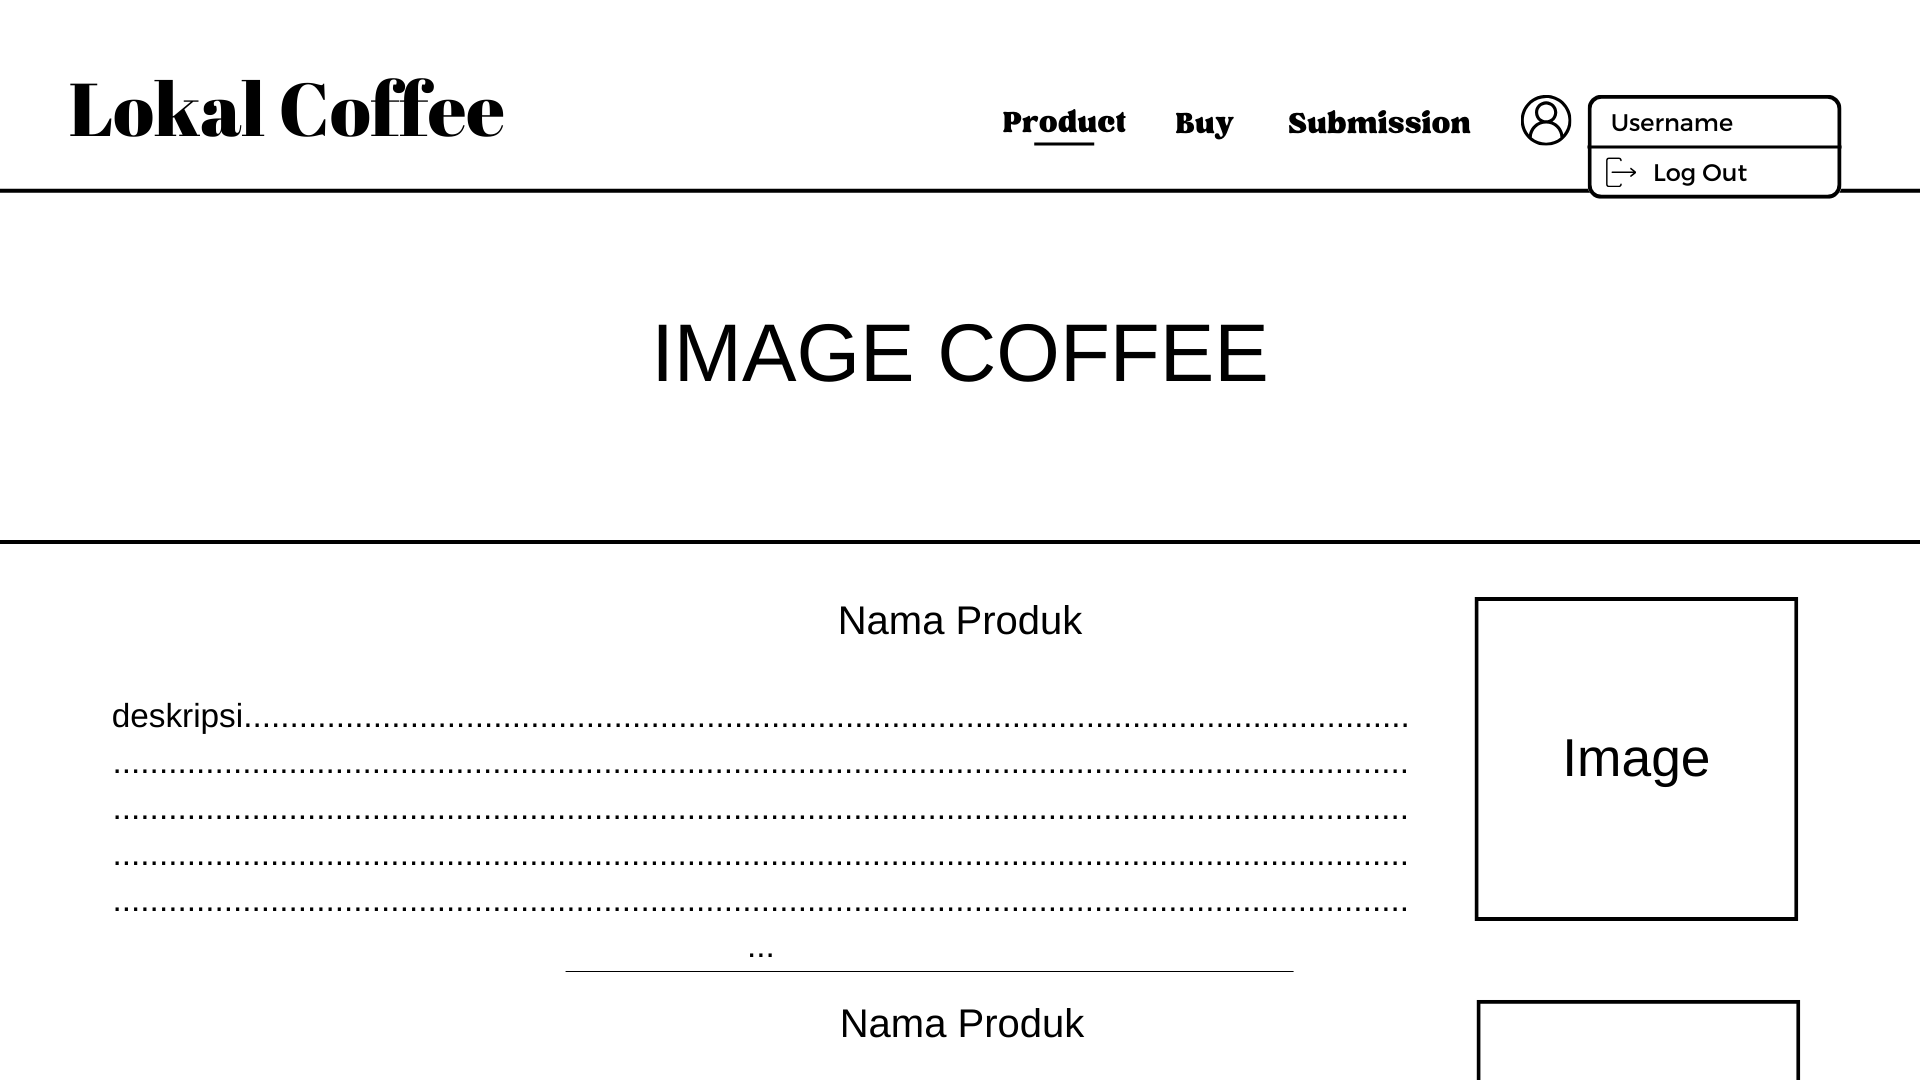 Lokal Coffee
Product Buy Submission
Username
Log Out
IMAGE COFFEE
Nama Produk
deskripsi..............................................................................................................................
............................................................................................................................................
............................................................................................................................................
............................................................................................................................................
............................................................................................................................................
...
Image
Nama Produk